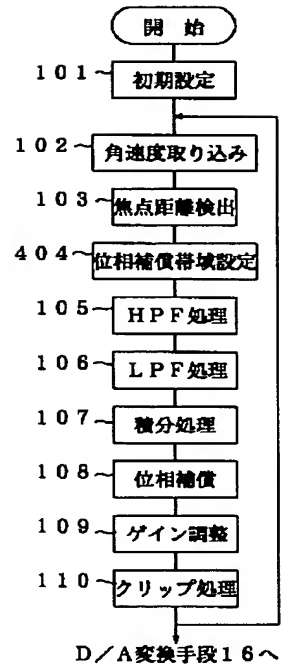 開 始
101 初期設定
102 角速度取り込み
103 焦点距離検出
404 位相補償帯域設定
105 HPF処理
106 LPF処理
107 積分処理
108 位相補償
109 ゲイン調整
110 クリップ処理
D/A変換手段16へ